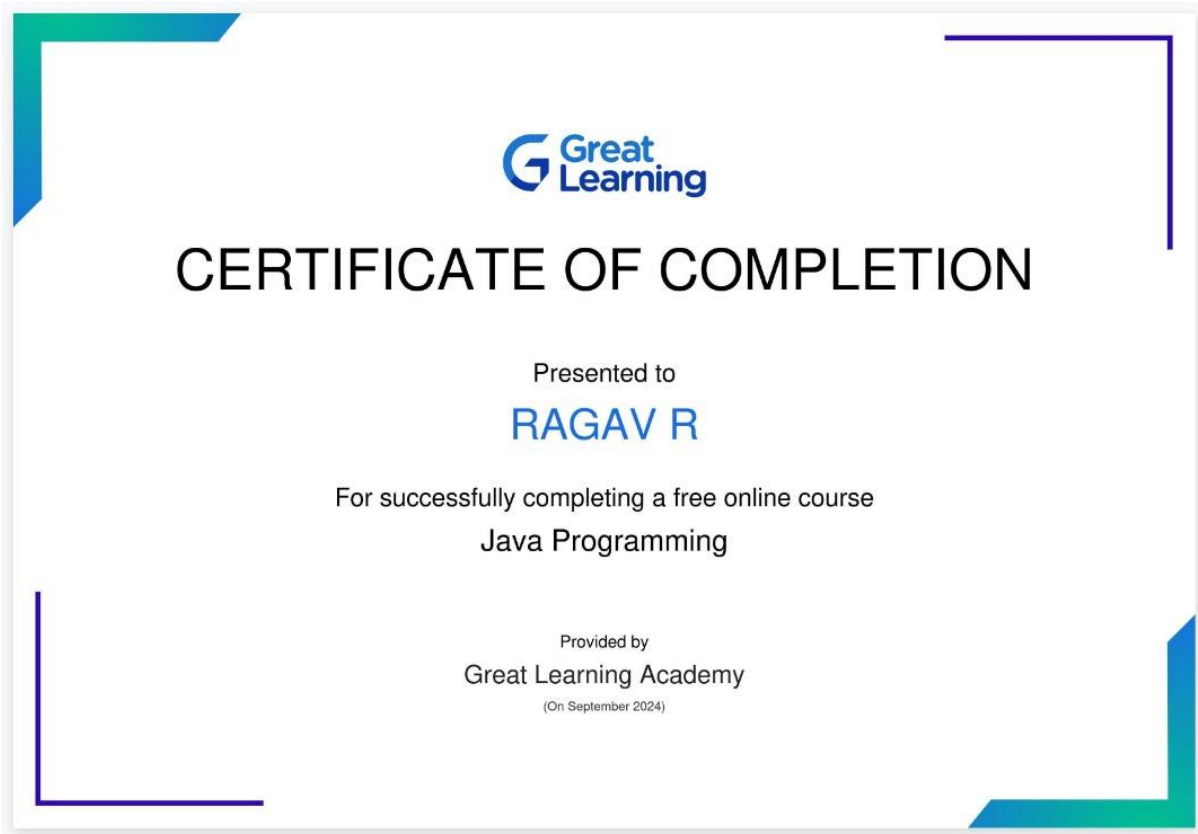 Great
Learning
CERTIFICATE OF COMPLETION
Presented to
RAGAV R
For successfully completing a free online course
Java Programming
Provided by
Great Learning Academy
(On September 2024)